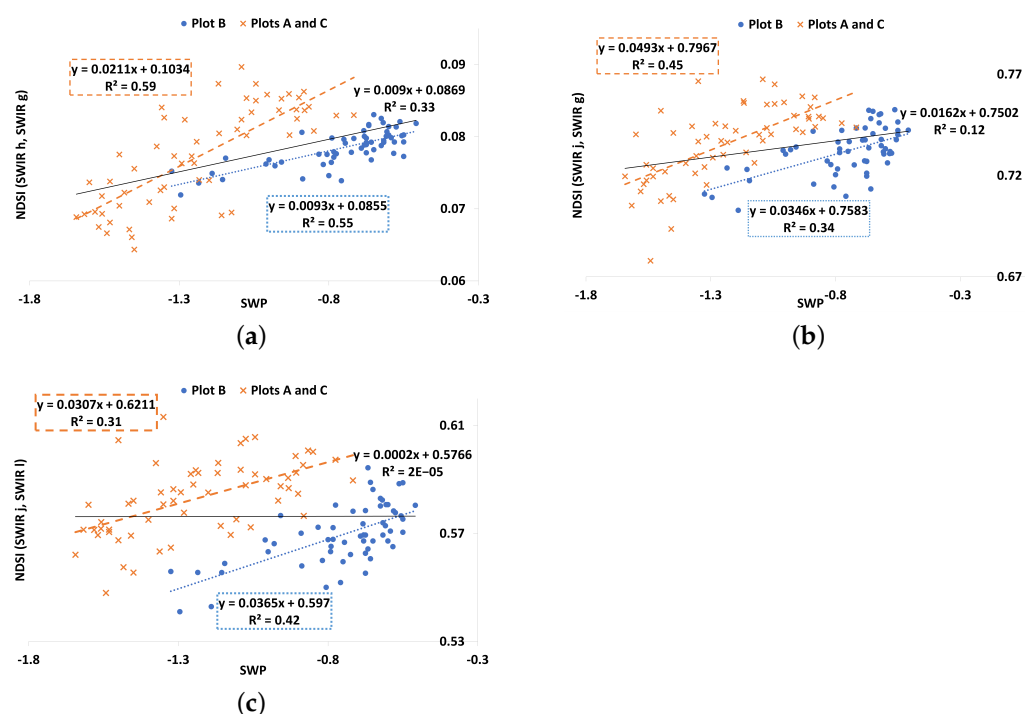 Plot B Plots A and C
y = 0.0211x + 0.1034
R² = 0.59
y = 0.009x + 0.0869
R² = 0.33
y = 0.0093x + 0.0855
R² = 0.55
NDSI (SWIR h, SWIR g)
0.09
0.08
0.07
0.06
-1.8 -1.3 -0.8 -0.3
SWP
(a)
Plot B Plots A and C
y = 0.0493x + 0.7967
R² = 0.45
y = 0.0162x + 0.7502
R² = 0.12
y = 0.0346x + 0.7583
R² = 0.34
NDSI (SWIR j, SWIR g)
0.77
0.72
0.67
-1.8 -1.3 -0.8 -0.3
SWP
(b)
Plot B Plots A and C
y = 0.0307x + 0.6211
R² = 0.31
y = 0.0002x + 0.5766
R² = 2E−05
y = 0.0365x + 0.597
R² = 0.42
NDSI (SWIR j, SWIR l)
0.61
0.57
0.53
-1.8 -1.3 -0.8 -0.3
SWP
(c)